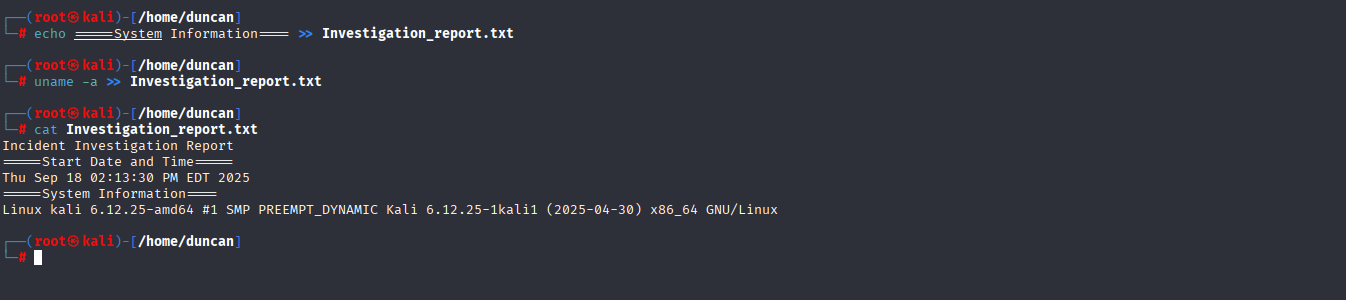 ┌──(root㉿kali)-[/home/duncan]
└─# echo =====System Information==== >> Investigation_report.txt
┌──(root㉿kali)-[/home/duncan]
└─# uname -a >> Investigation_report.txt
┌──(root㉿kali)-[/home/duncan]
└─# cat Investigation_report.txt
Incident Investigation Report
=====Start Date and Time=====
Thu Sep 18 02:13:30 PM EDT 2025
=====System Information====
Linux kali 6.12.25-amd64 #1 SMP PREEMPT_DYNAMIC Kali 6.12.25-1kali1 (2025-04-30) x86_64 GNU/Linux
┌──(root㉿kali)-[/home/duncan]
└─#